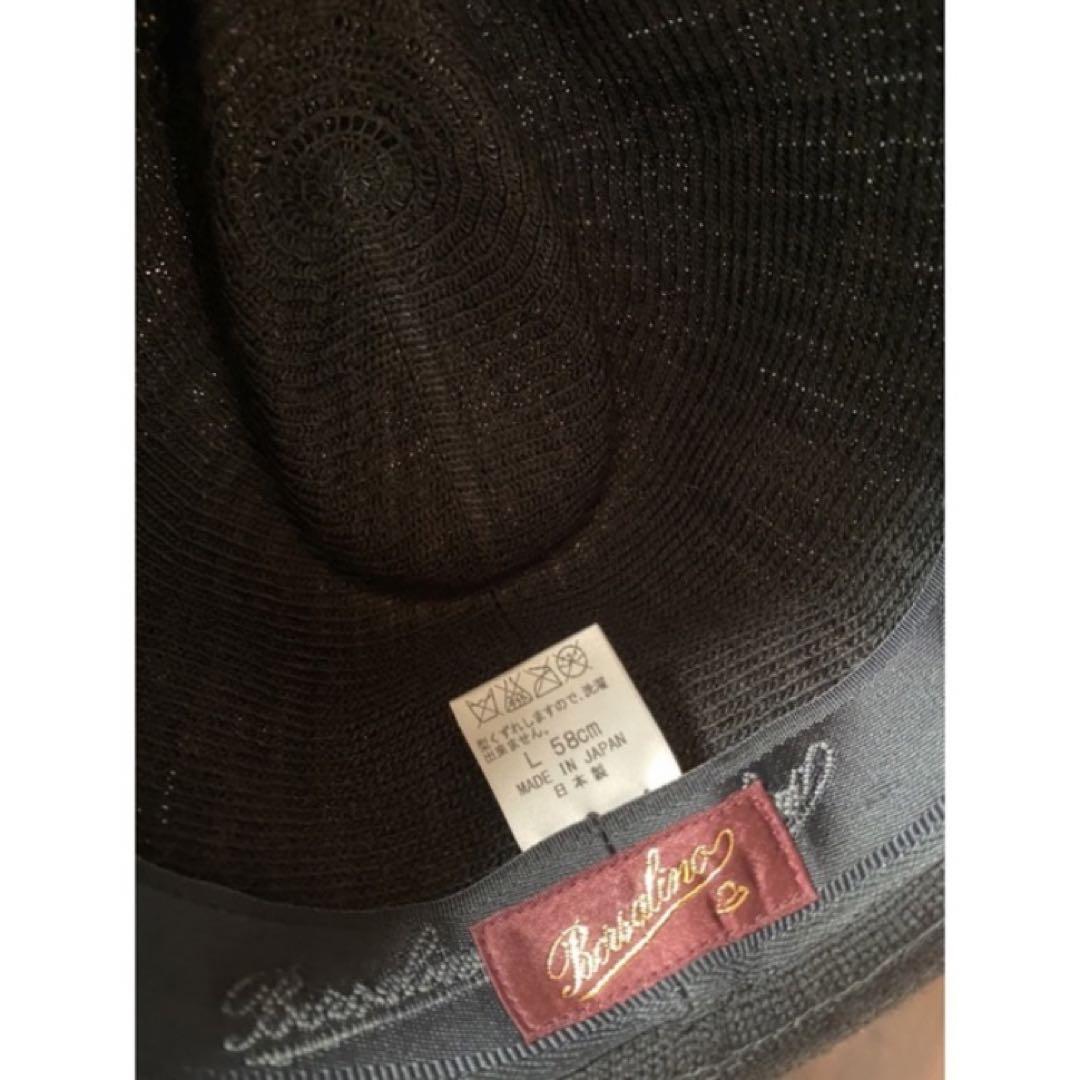 型くずれしますので、洗濯
出来ません。
L 58cm
MADE IN JAPAN
日本製
Borsalino
Borsalino